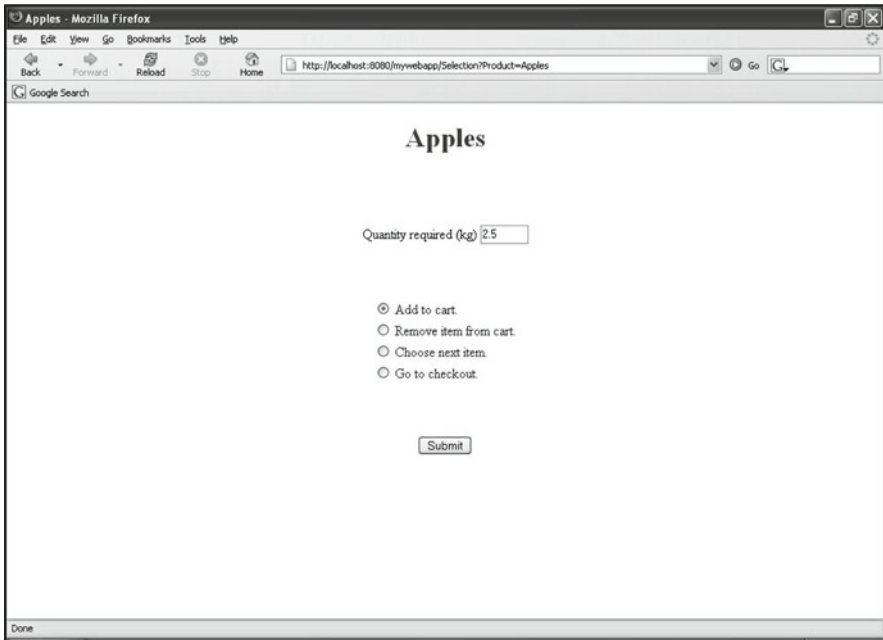 Apples - Mozilla Firefox
File Edit View Go Bookmarks Tools Help
Back Forward Reload Stop Home http://localhost:8080/mywebapp/Selection?Product=Apples Go G
G Google Search
Apples
Quantity required (kg) 2.5
Add to cart.
Remove item from cart.
Choose next item.
Go to checkout.
Submit
Done